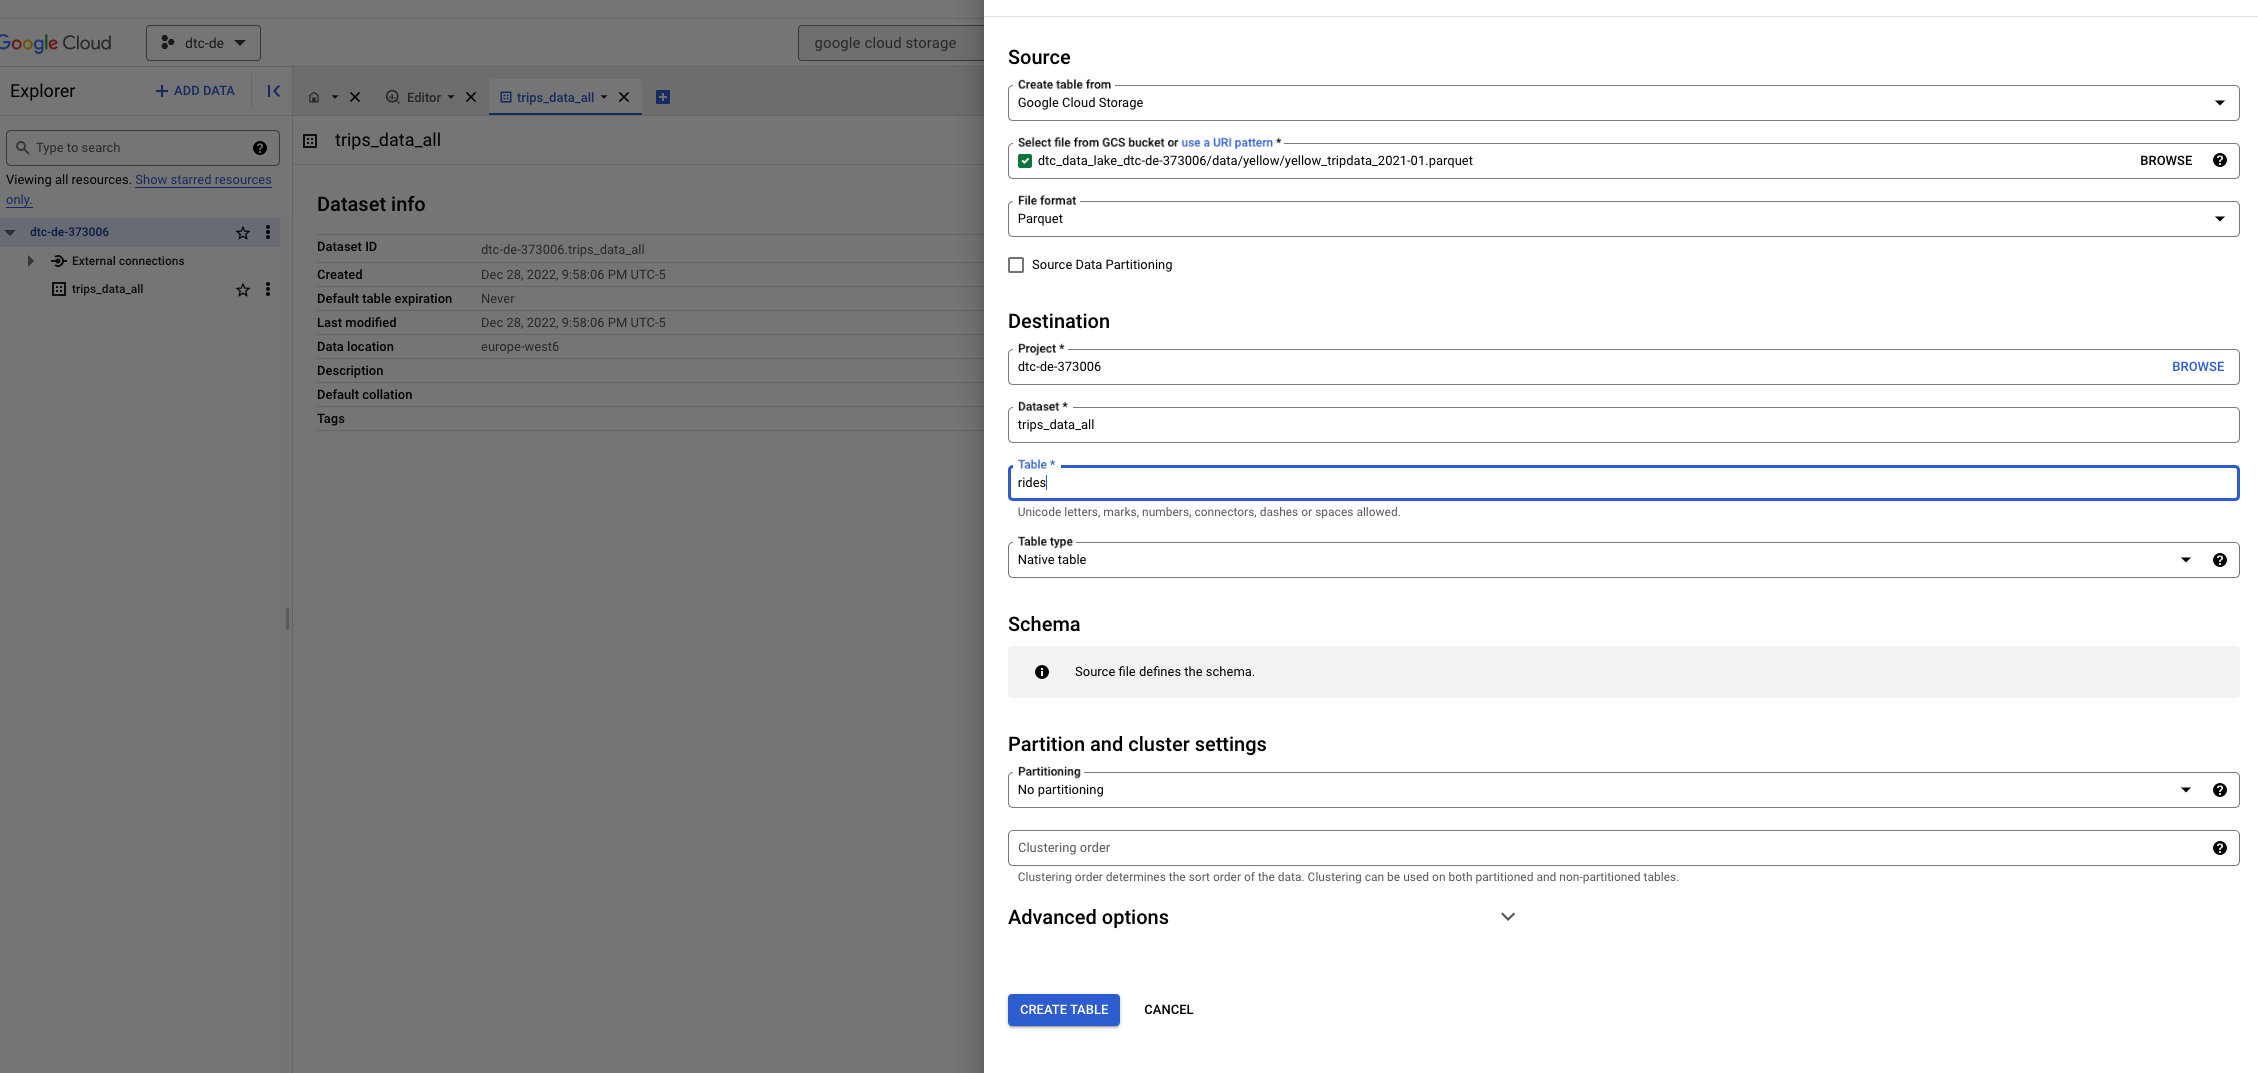 Google Cloud
dtc-de
google cloud storage
Explorer
ADD DATA
Editor
trips_data_all
Type to search
Viewing all resources. Show starred resources
only.
dtc-de-373006
External connections
trips_data_all
trips_data_all
Dataset info
Dataset ID dtc-de-373006.trips_data_all
Created Dec 28, 2022, 9:58:06 PM UTC-5
Default table expiration Never
Last modified Dec 28, 2022, 9:58:06 PM UTC-5
Data location europe-west6
Description
Default collation
Tags
Source
Create table from
Google Cloud Storage
Select file from GCS bucket or use a URI pattern *
dtc_data_lake_dtc-de-373006/data/yellow/yellow_tripdata_2021-01.parquet
BROWSE
File format
Parquet
Source Data Partitioning
Destination
Project *
dtc-de-373006
BROWSE
Dataset *
trips_data_all
Table *
rides
Unicode letters, marks, numbers, connectors, dashes or spaces allowed.
Table type
Native table
Schema
Source file defines the schema.
Partition and cluster settings
Partitioning
No partitioning
Clustering order
Clustering order determines the sort order of the data. Clustering can be used on both partitioned and non-partitioned tables.
Advanced options
CREATE TABLE
CANCEL